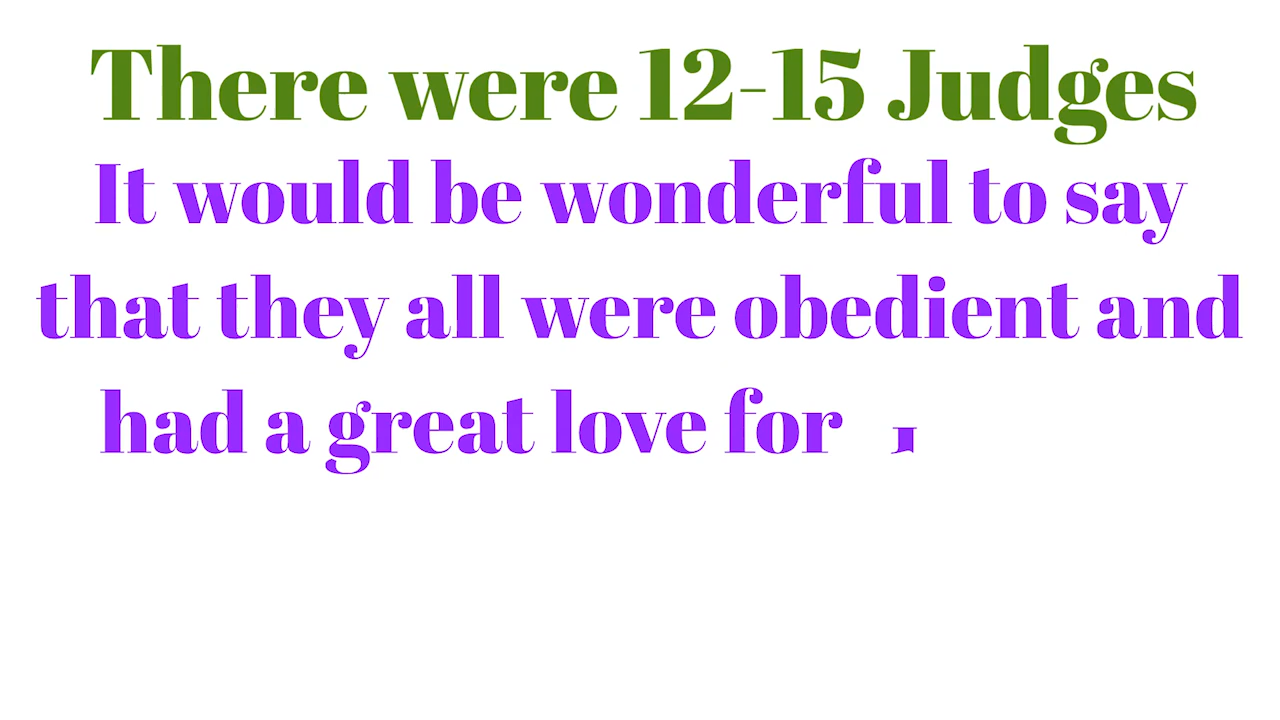 There were 12-15 Judges
It would be wonderful to say
that they all were obedient and
had a great love for